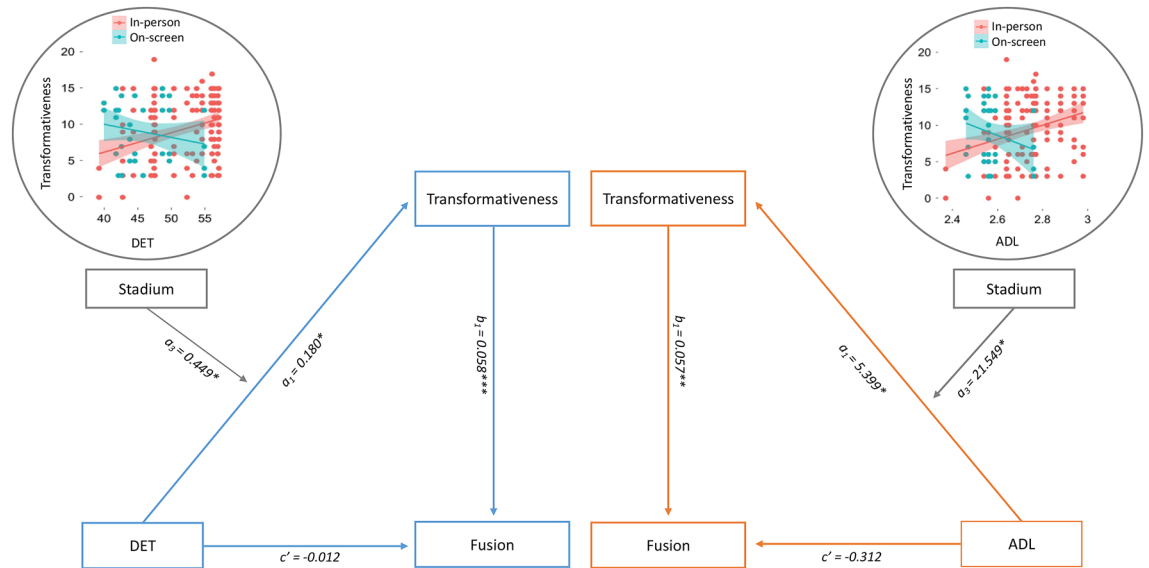 In-person
On-screen
20
15
10
5
0
Transformativeness
40 45 50 55
DET
Stadium
a3 = 0.449*
a1 = 0.180*
Transformativeness
b1 = 0.058***
DET
c’ = -0.012
Fusion
In-person
On-screen
20
15
10
5
0
Transformativeness
2.4 2.6 2.8 3
ADL
Stadium
a3 = 21.549*
a1 = 5.399*
Transformativeness
b1 = 0.057**
Fusion
c’ = -0.312
ADL